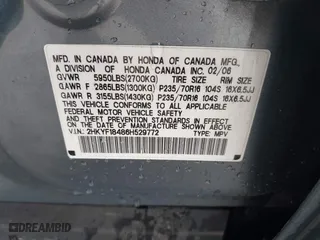 MFD. IN CANADA BY HONDA OF CANADA MFG.,
A DIVISION OF HONDA CANADA INC. 02/06
GVWR 5950LBS(2700KG) TIRE SIZE RIM SIZE
GAWR F 2865LBS(1300KG) P235/70R16 104S 16X6.5JJ
GAWR R 3155LBS(1430KG) P235/70R16 104S 16X6.5JJ
THIS VEHICLE CONFORMS TO ALL APPLICABLE
FEDERAL MOTOR VEHICLE SAFETY AND
THEFT PREVENTION STANDARDS IN EFFECT
ON THE DATE OF MANUFACTURE SHOWN ABOVE.
V.I.N.: 2HKYF18486H529772 TYPE: MPV
DREAMBID